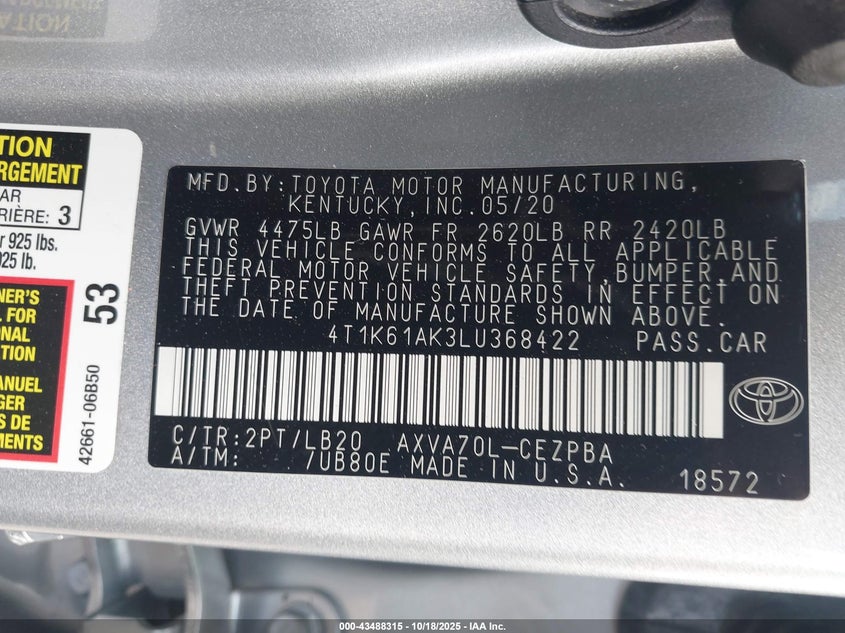 ATION
TION
RGEMENT
AR
RIÈRE: 3
r 925 lbs.
025 lb.
NER'S
L FOR
ONAL
TION
ANUEL
GER
S DE
MENTS
53
42661-06B50
MFD.BY:TOYOTA MOTOR MANUFACTURING,
KENTUCKY,INC.05/20
GVWR 4475LB GAWR FR 2620LB RR 2420LB
THIS VEHICLE CONFORMS TO ALL APPLICABLE
FEDERAL MOTOR VEHICLE SAFETY,BUMPER,AND
THEFT PREVENTION STANDARDS IN EFFECT ON
THE DATE OF MANUFACTURE SHOWN ABOVE.
4T1K61AK3LU368422 PASS.CAR
C/TR:2PT/LB20 AXVA70L-CEZPBA
A/TM: 7UB80E MADE IN U.S.A.
18572
000-43488315 - 10/18/2025 - IAA Inc.